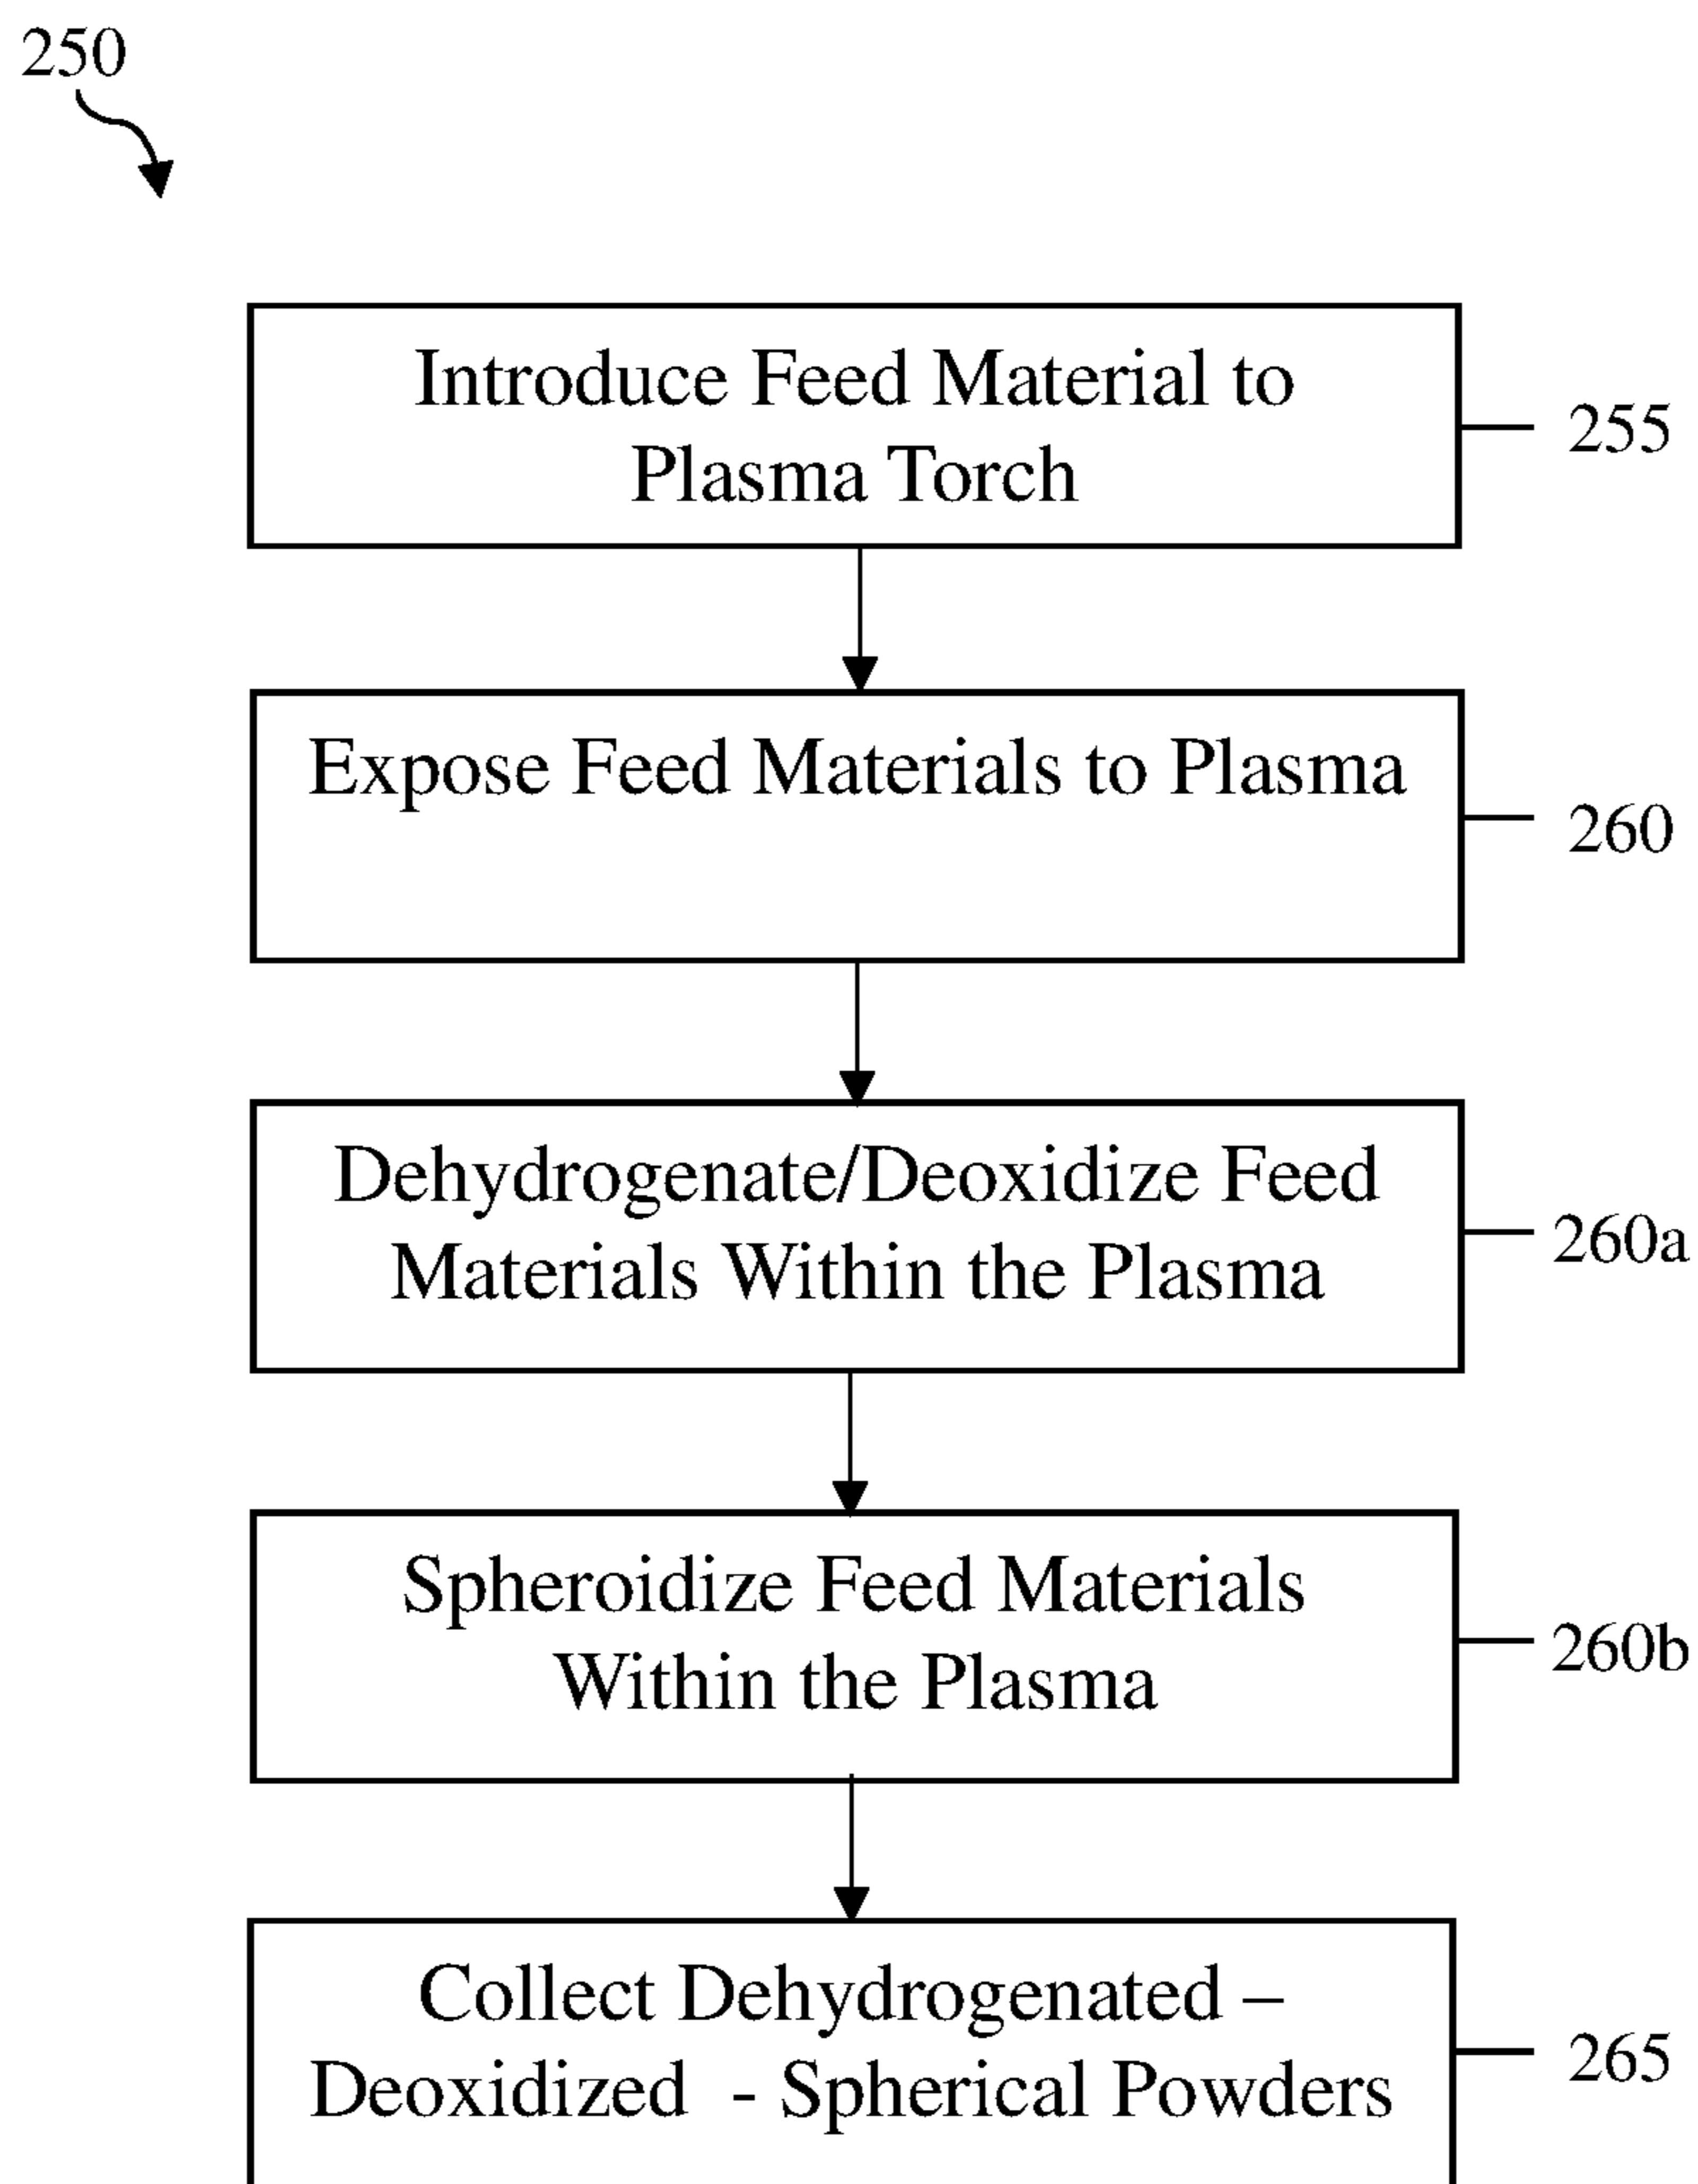 250
Introduce Feed Material to
Plasma Torch
255
Expose Feed Materials to Plasma
260
Dehydrogenate/Deoxidize Feed
Materials Within the Plasma
260a
Spheroidize Feed Materials
Within the Plasma
260b
Collect Dehydrogenated –
Deoxidized - Spherical Powders
265